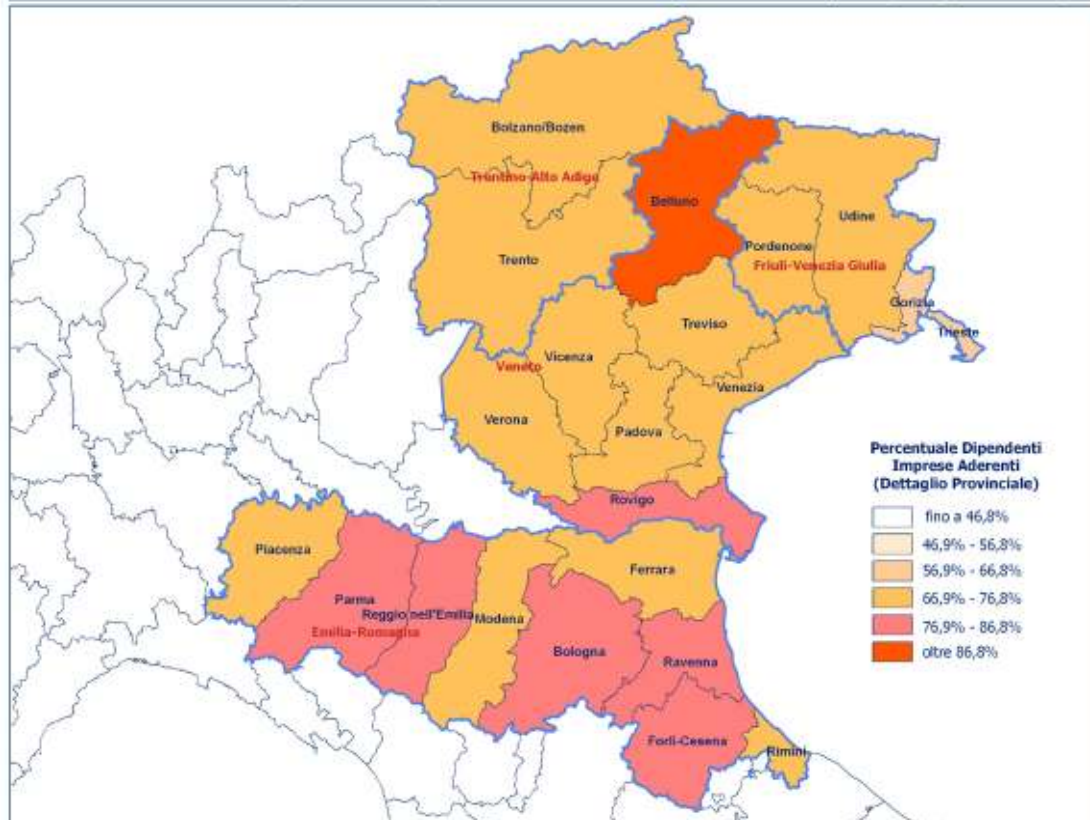 Bolzano/Bozen
Trentino-Alto Adige
Belluno
Udine
Trento
Pordenone
Friuli-Venezia Giulia
Gorizia
Trieste
Treviso
Vicenza
Veneto
Venezia
Verona
Padova
Rovigo
Piacenza
Ferrara
Parma
Reggio nell'Emilia
Modena
Emilia-Romagna
Bologna
Ravenna
Forlì-Cesena
Rimini
Percentuale Dipendenti
Imprese Aderenti
(Dettaglio Provinciale)
fino a 46,8%
46,9% - 56,8%
56,9% - 66,8%
66,9% - 76,8%
76,9% - 86,8%
oltre 86,8%